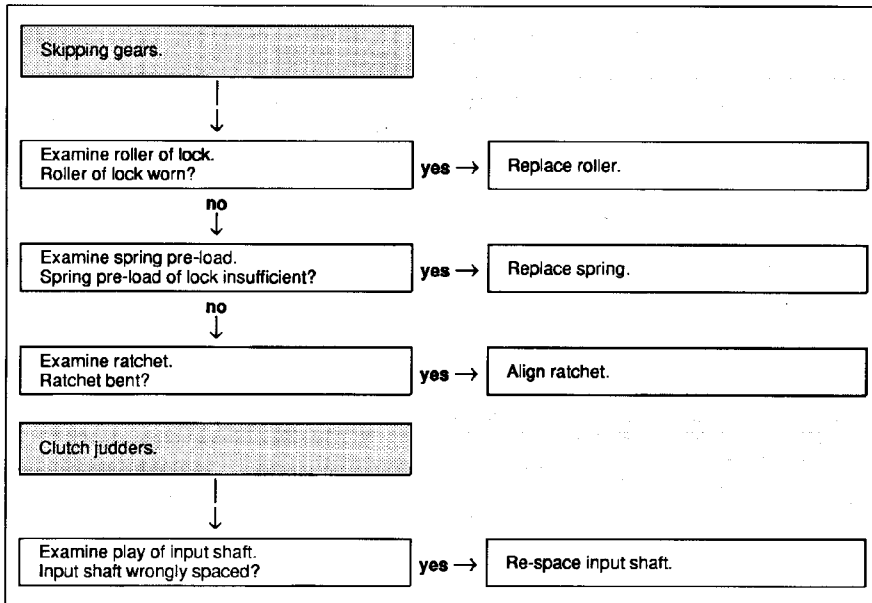 Skipping gears.
Examine roller of lock.
Roller of lock worn?
yes → Replace roller.
no
Examine spring pre-load.
Spring pre-load of lock insufficient?
yes → Replace spring.
no
Examine ratchet.
Ratchet bent?
yes → Align ratchet.
Clutch judders.
Examine play of input shaft.
Input shaft wrongly spaced?
yes → Re-space input shaft.